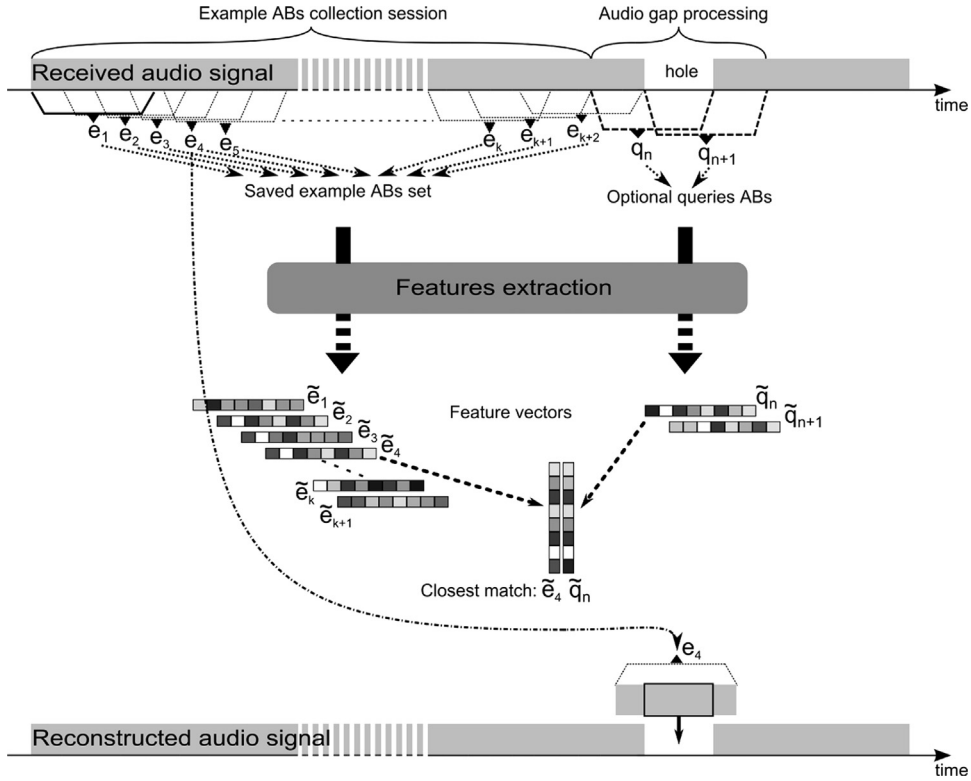 Example ABs collection session
Audio gap processing
Received audio signal
hole
time
e1 e2 e3 e4 e5 ek ek+1 ek+2 qn qn+1
Saved example ABs set
Optional queries ABs
Features extraction
ẽ1
ẽ2
ẽ3
ẽ4
ẽk
ẽk+1
Feature vectors
q̃n
q̃n+1
Closest match: ẽ4 q̃n
e4
Reconstructed audio signal
time